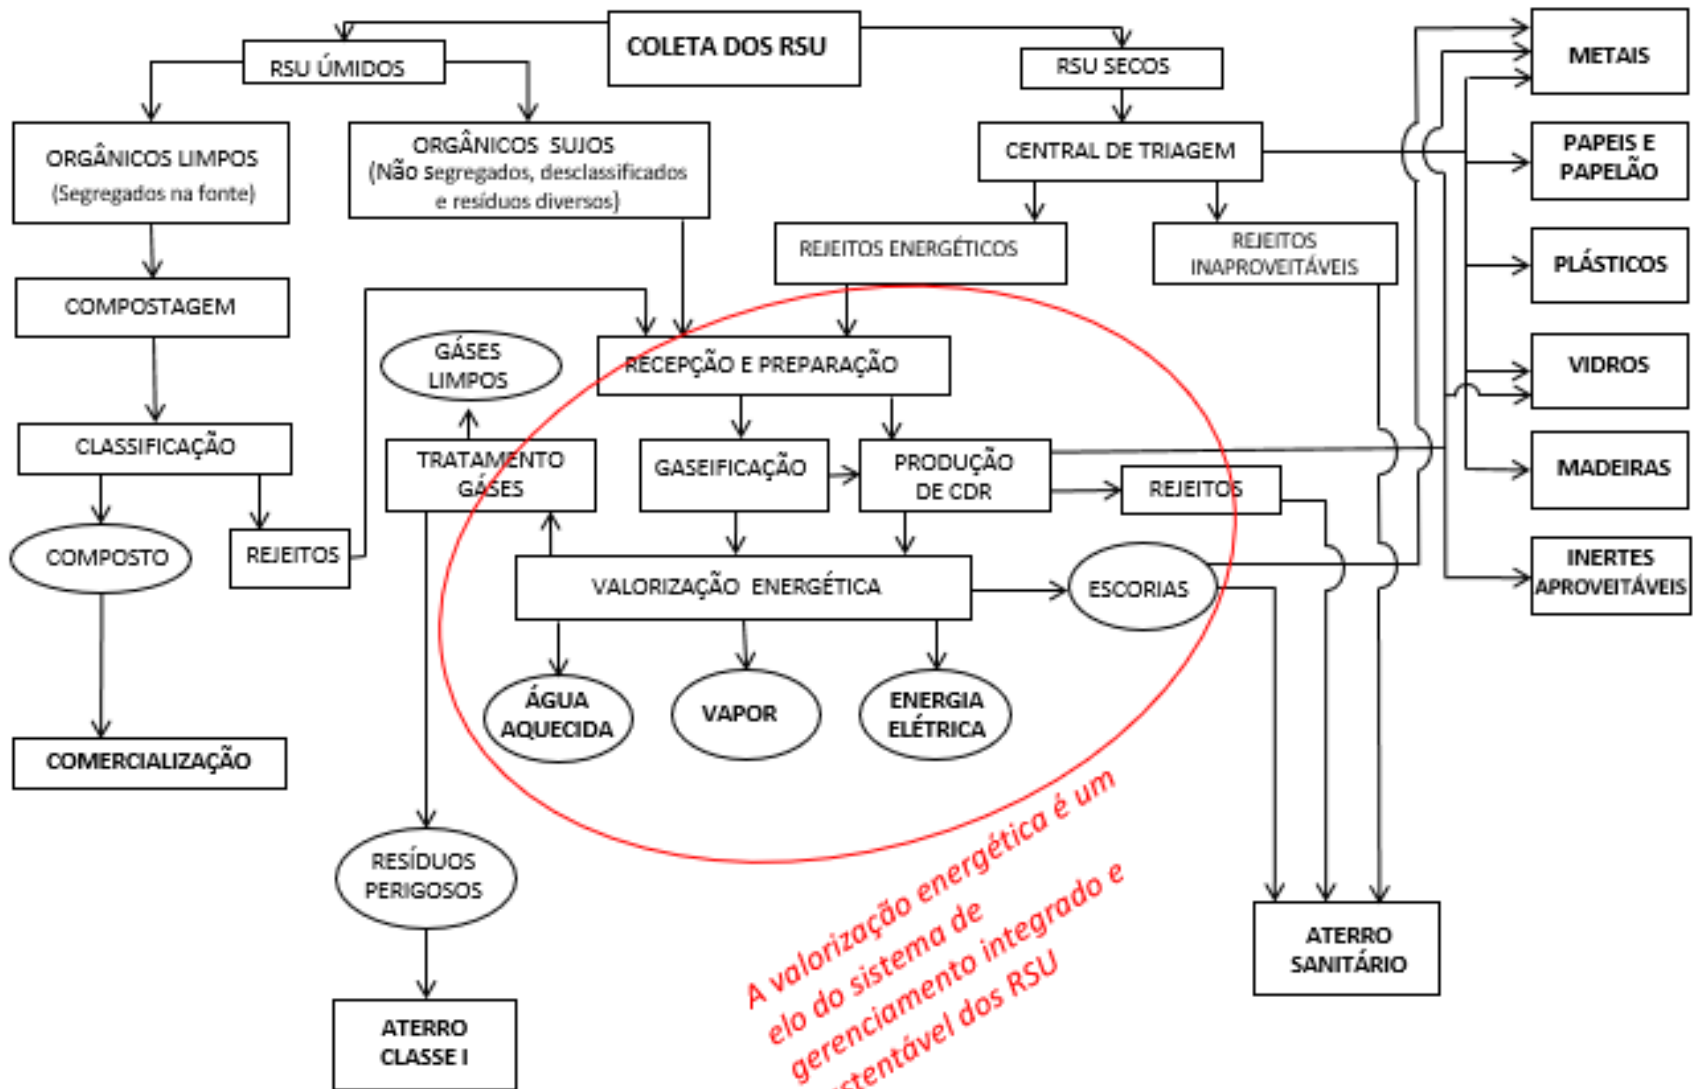 COLETA DOS RSU
RSU ÚMIDOS
RSU SECOS
METAIS
ORGÂNICOS LIMPOS
(Segregados na fonte)
ORGÂNICOS SUJOS
(Não segregados, desclassificados
e resíduos diversos)
CENTRAL DE TRIAGEM
PAPEIS E
PAPELÃO
REJEITOS ENERGÉTICOS
REJEITOS
INAPROVEITÁVEIS
PLÁSTICOS
COMPOSTAGEM
GÁSES
LIMPOS
RECEPÇÃO E PREPARAÇÃO
VIDROS
CLASSIFICAÇÃO
TRATAMENTO
GÁSES
GASEIFICAÇÃO
PRODUÇÃO
DE CDR
REJEITOS
MADEIRAS
COMPOSTO
REJEITOS
VALORIZAÇÃO ENERGÉTICA
ESCORIAS
INERTES
APROVEITÁVEIS
ÁGUA
AQUECIDA
VAPOR
ENERGIA
ELÉTRICA
COMERCIALIZAÇÃO
RESÍDUOS
PERIGOSOS
A valorização energética é um
elo do sistema de
gerenciamento integrado e
dos RSU
ATERRO
SANITÁRIO
ATERRO
CLASSE I